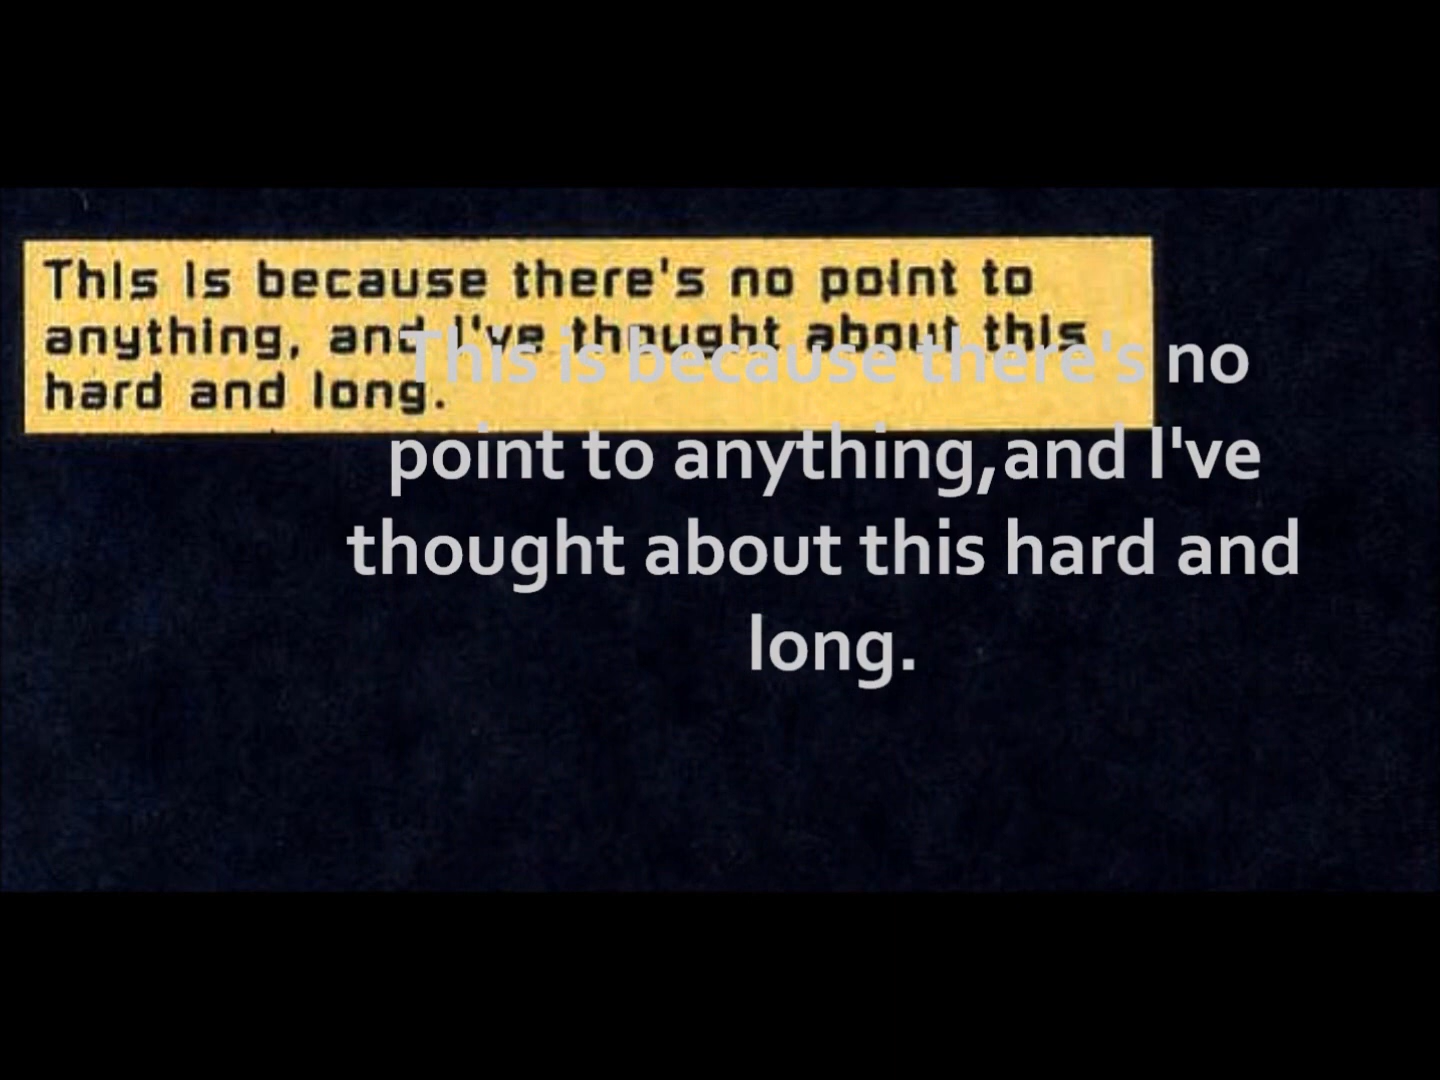 This is because there's no point to
anything, and I've thought about this
hard and long.
This is because there's no
point to anything,and I've
thought about this hard and
long.